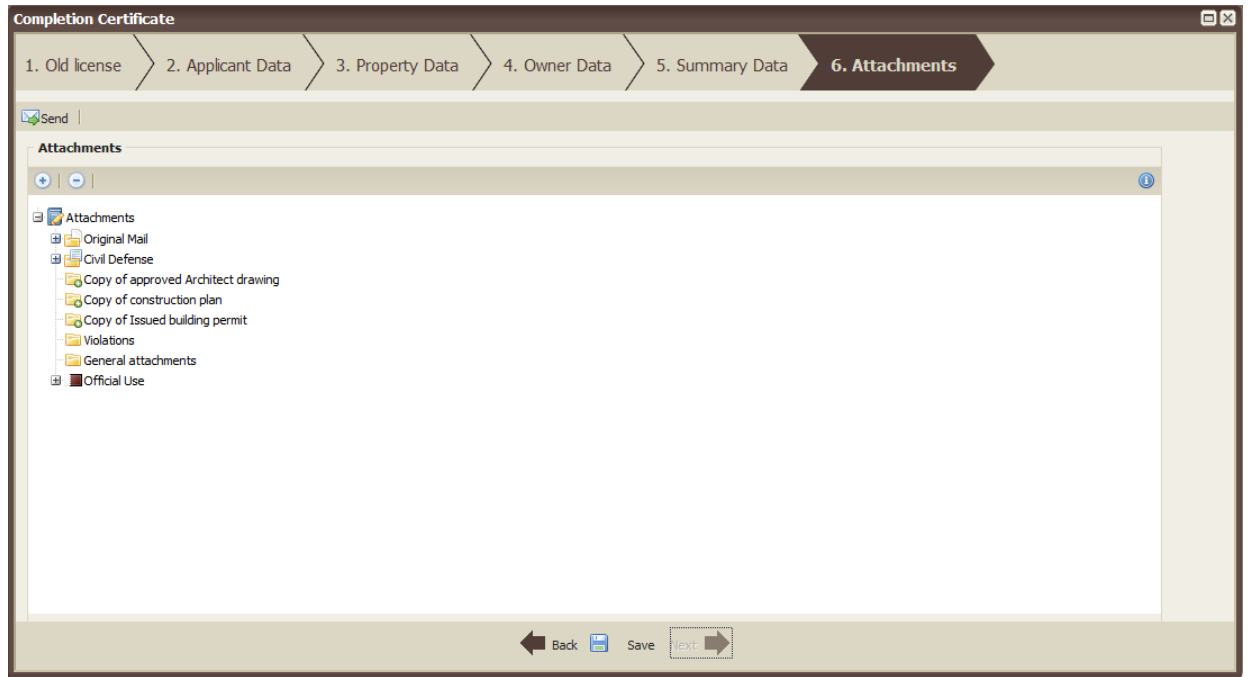 Completion Certificate
1. Old license 2. Applicant Data 3. Property Data 4. Owner Data 5. Summary Data 6. Attachments
Send
Attachments
Attachments
Original Mail
Civil Defense
Copy of approved Architect drawing
Copy of construction plan
Copy of Issued building permit
Violations
General attachments
Official Use
Back Save Next